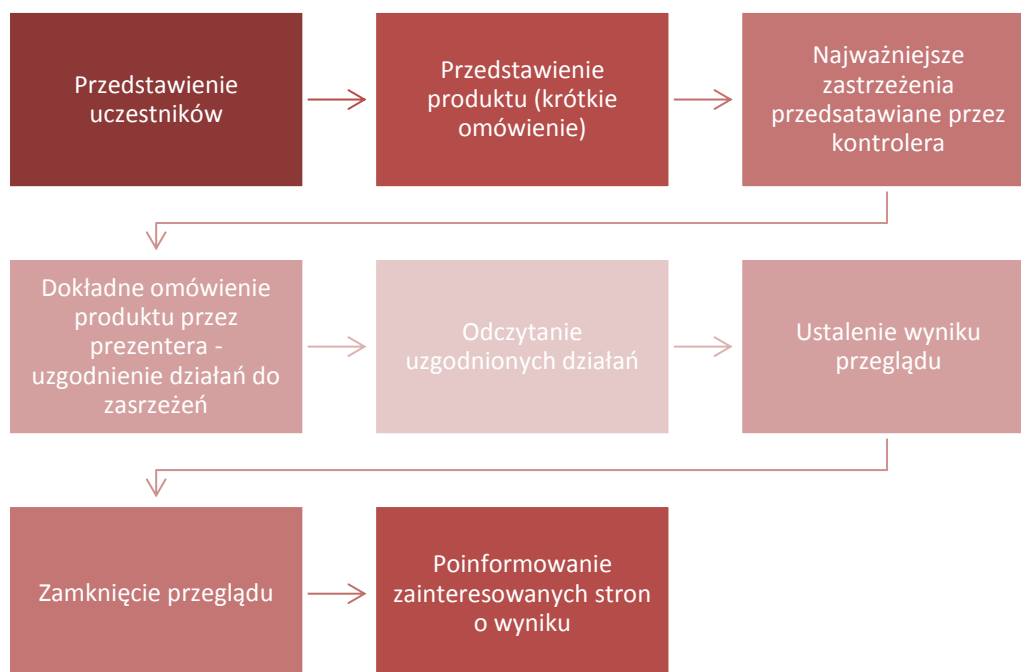 Przedstawienie
uczestników
Przedstawienie
produktu (krótkie
omówienie)
Najważniejsze
zastrzeżenia
przedsatawiane przez
kontrolera
Dokładne omówienie
produktu przez
prezentera -
uzgodnienie działań do
zasrzeżeń
Odczytanie
uzgodnionych działań
Ustalenie wyniku
przeglądu
Zamknięcie przeglądu
Poinformowanie
zainteresowanych stron
o wyniku